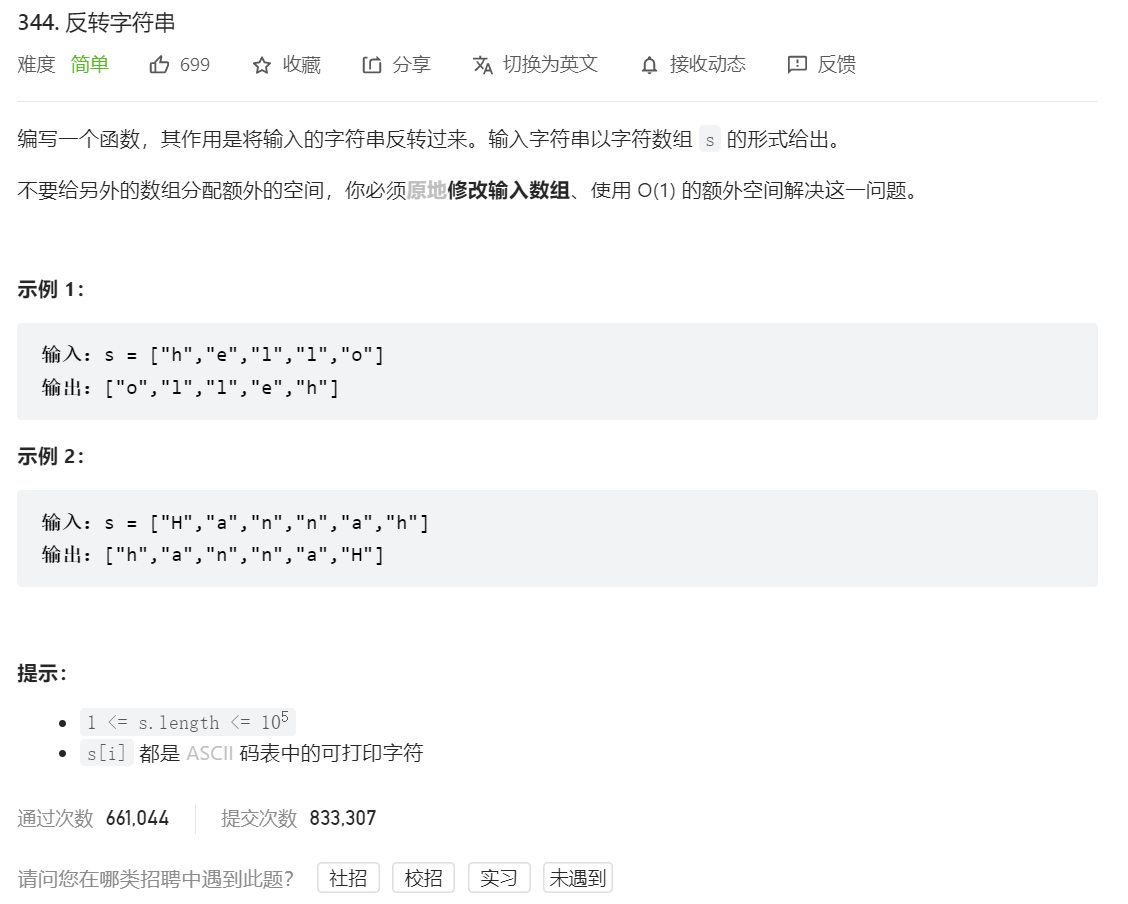 344. 反转字符串
难度 简单 699 收藏 分享 切换为英文 接收动态 反馈
编写一个函数，其作用是将输入的字符串反转过来。输入字符串以字符数组 s 的形式给出。
不要给另外的数组分配额外的空间，你必须原地修改输入数组、使用 O(1) 的额外空间解决这一问题。
示例 1：
输入：s = ["h","e","l","l","o"]
输出：["o","l","l","e","h"]
示例 2：
输入：s = ["H","a","n","n","a","h"]
输出：["h","a","n","n","a","H"]
提示：
1 <= s.length <= 10⁵
s[i] 都是 ASCII 码表中的可打印字符
通过次数 661,044 提交次数 833,307
请问您在哪类招聘中遇到此题？ 社招 校招 实习 未遇到